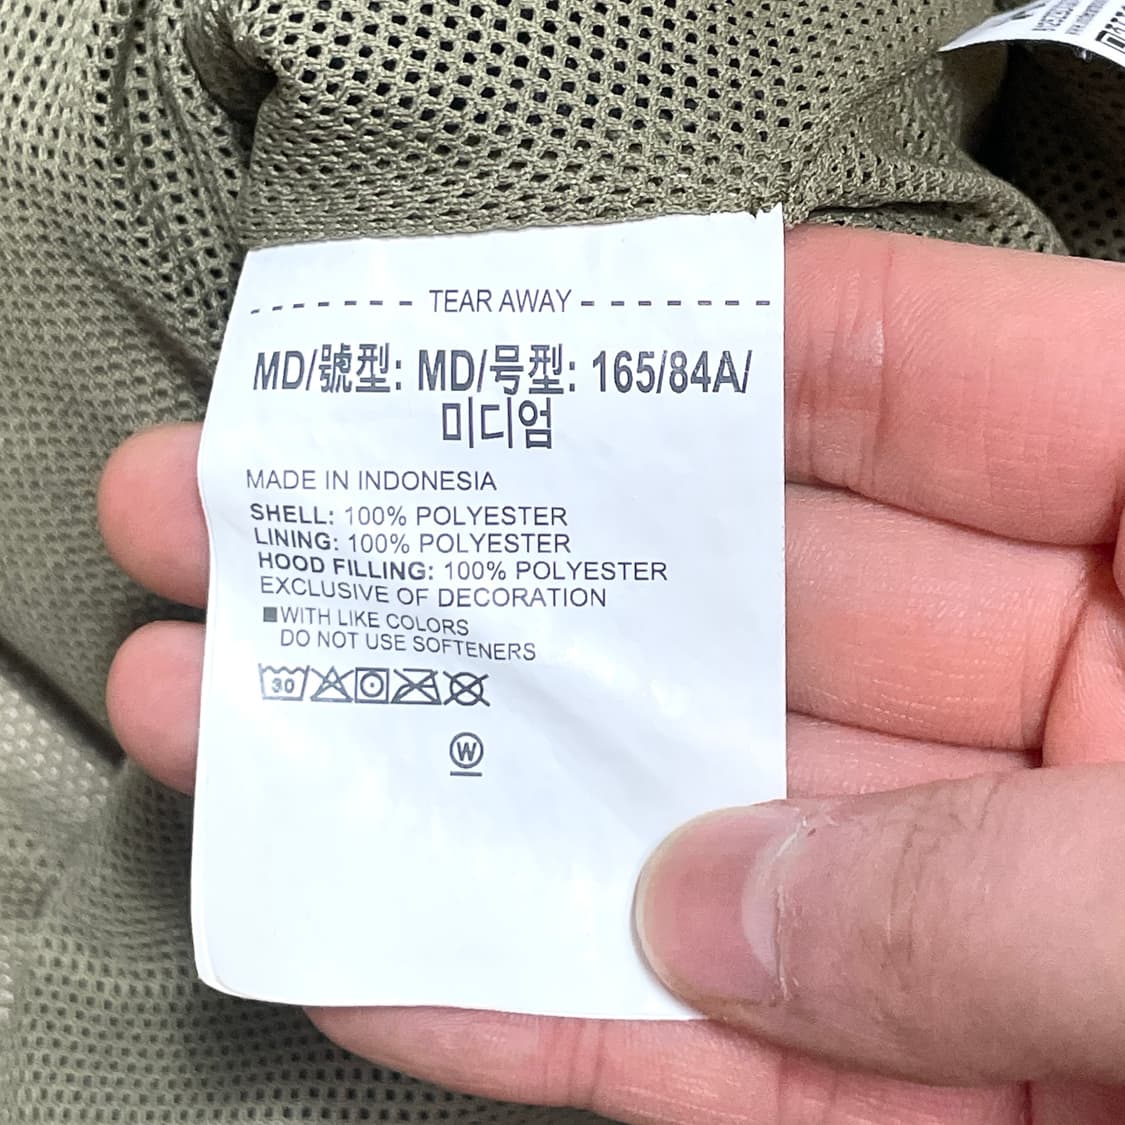 TEAR AWAY
MD/號型: MD/号型: 165/84A/
미디엄
MADE IN INDONESIA
SHELL: 100% POLYESTER
LINING: 100% POLYESTER
HOOD FILLING: 100% POLYESTER
EXCLUSIVE OF DECORATION
WITH LIKE COLORS
DO NOT USE SOFTENERS
30
W